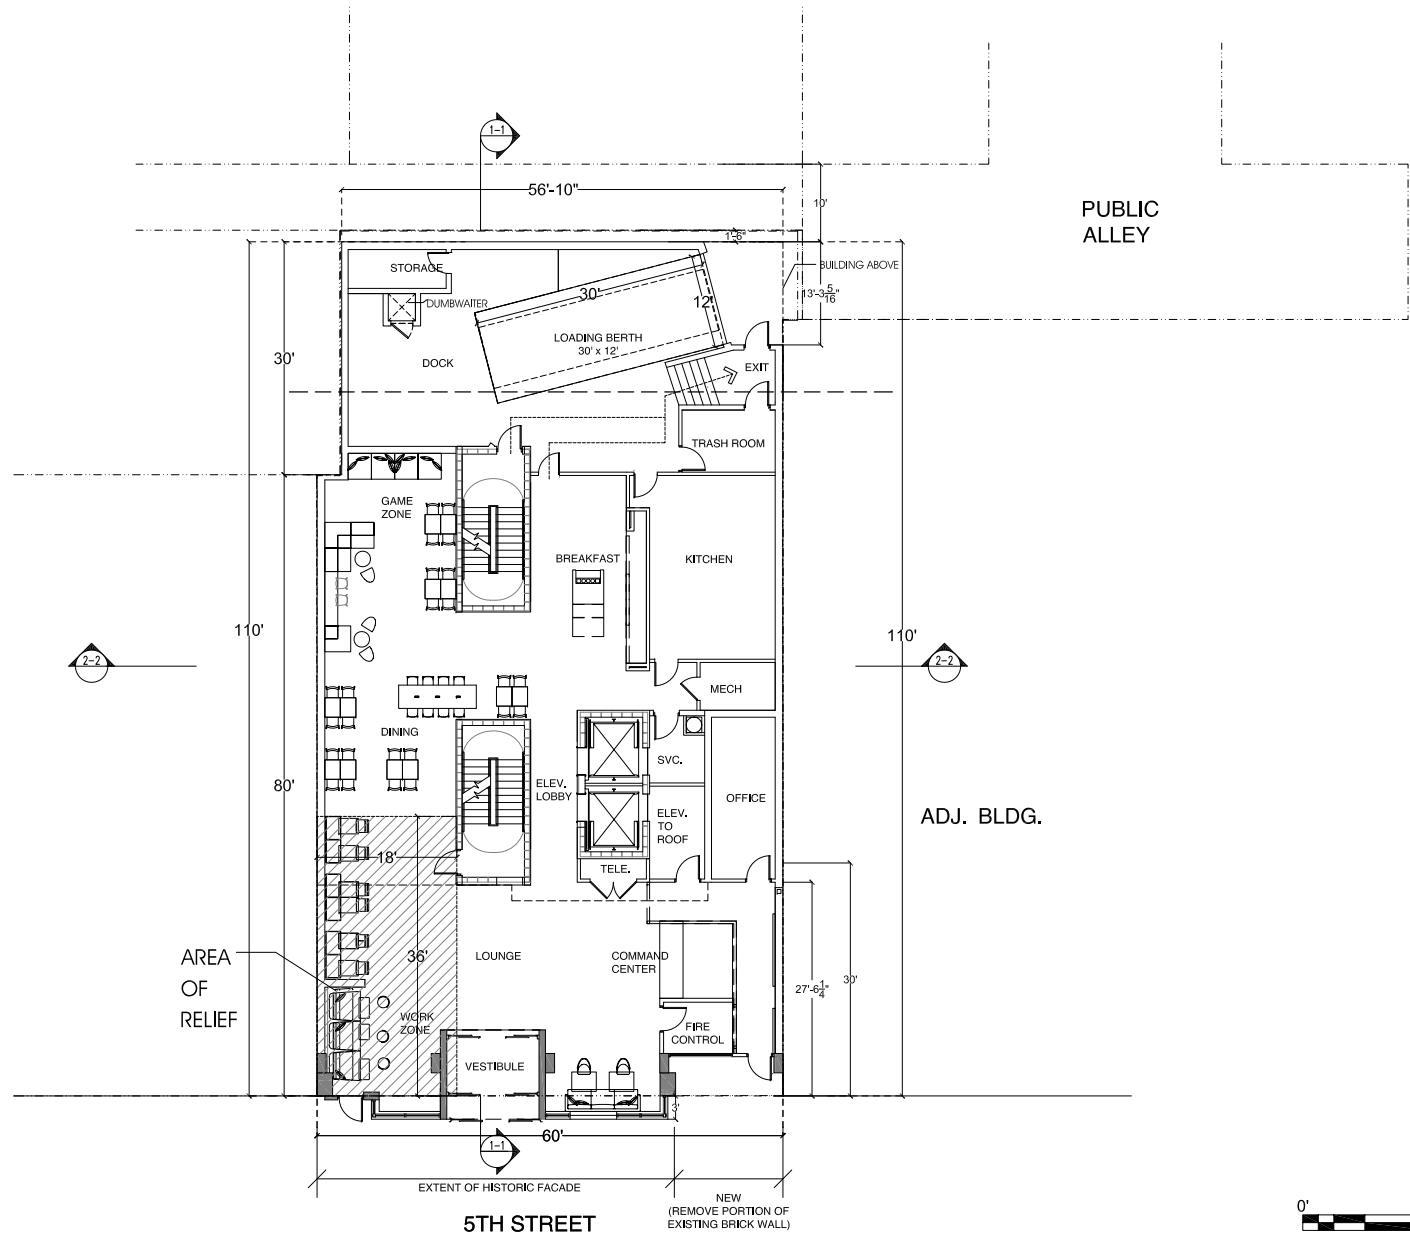 1-1
56'-10"
10'
PUBLIC
ALLEY
1'-6"
BUILDING ABOVE
STORAGE
30'
12'
13'-3 5/16"
DUMBWAITER
LOADING BERTH
30' x 12'
30'
DOCK
EXIT
TRASH ROOM
GAME
ZONE
BREAKFAST
KITCHEN
110'
110'
2-2
2-2
MECH
DINING
SVC.
80'
ELEV.
LOBBY
OFFICE
ELEV.
TO
ROOF
ADJ. BLDG.
18'
TELE.
AREA
OF
RELIEF
36'
LOUNGE
COMMAND
CENTER
27'-6 1/4"
30'
WORK
ZONE
FIRE
CONTROL
VESTIBULE
3'
60'
1-1
EXTENT OF HISTORIC FACADE
NEW
(REMOVE PORTION OF
EXISTING BRICK WALL)
5TH STREET
0'